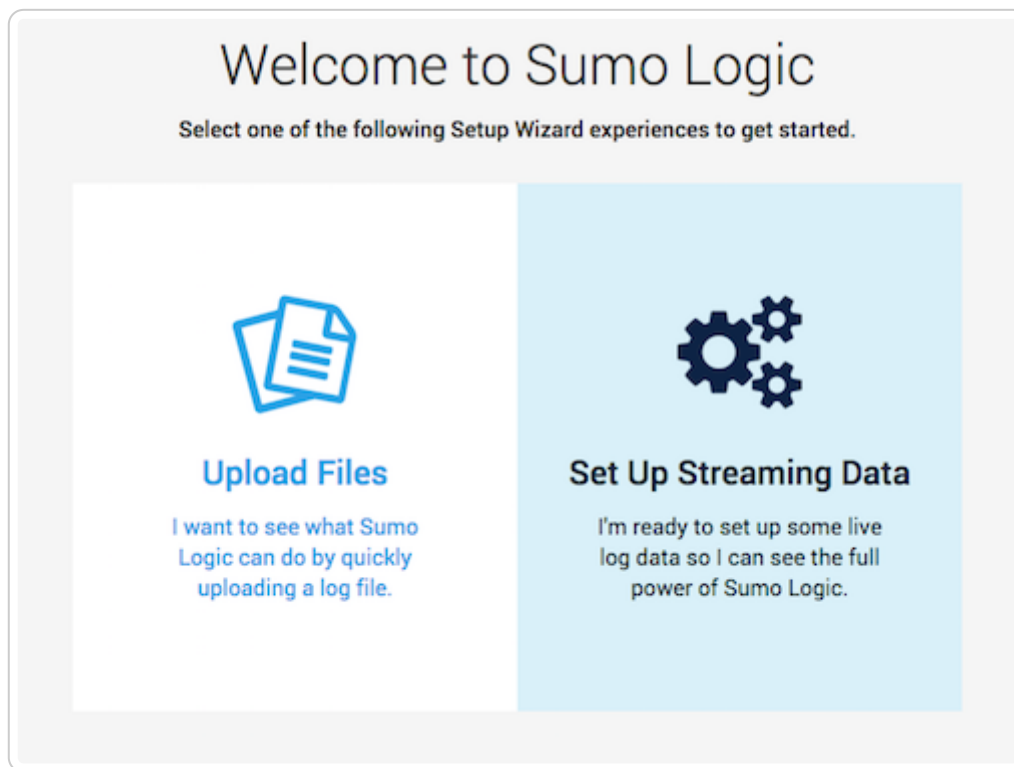 Welcome to Sumo Logic
Select one of the following Setup Wizard experiences to get started.
Upload Files
I want to see what Sumo
Logic can do by quickly
uploading a log file.
Set Up Streaming Data
I'm ready to set up some live
log data so I can see the full
power of Sumo Logic.